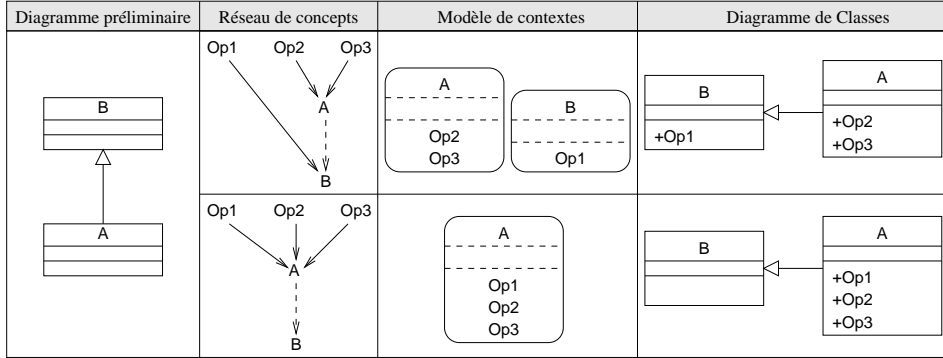 Diagramme préliminaire
Réseau de concepts
Modèle de contextes
Diagramme de Classes
B
A
Op1 Op2 Op3
A
B
A
Op2
Op3
B
Op1
B
+Op1
A
+Op2
+Op3
Op1 Op2 Op3
A
B
A
Op1
Op2
Op3
B
A
+Op1
+Op2
+Op3